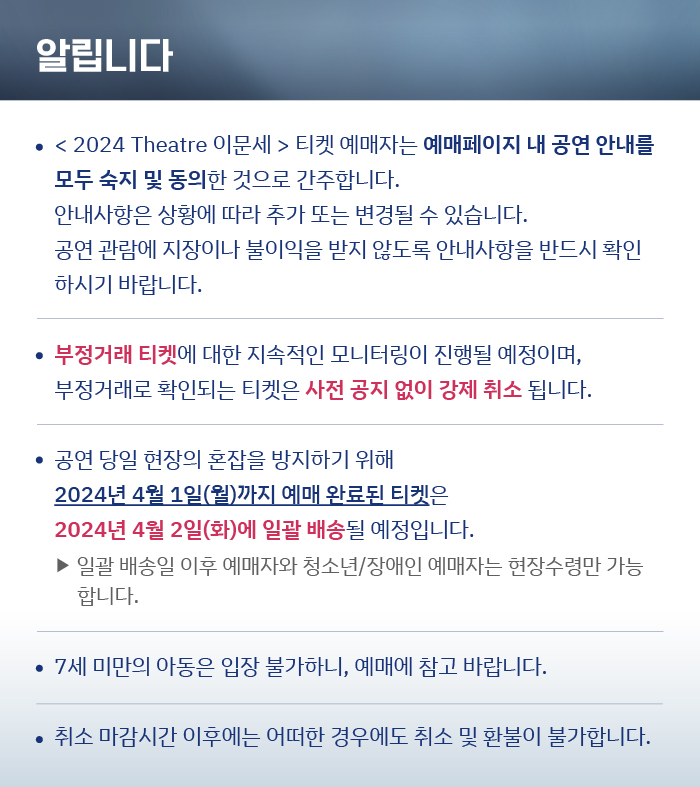 알립니다
• < 2024 Theatre 이문세 > 티켓 예매자는 예매페이지 내 공연 안내를
모두 숙지 및 동의한 것으로 간주합니다.
안내사항은 상황에 따라 추가 또는 변경될 수 있습니다.
공연 관람에 지장이나 불이익을 받지 않도록 안내사항을 반드시 확인
하시기 바랍니다.
• 부정거래 티켓에 대한 지속적인 모니터링이 진행될 예정이며,
부정거래로 확인되는 티켓은 사전 공지 없이 강제 취소 됩니다.
• 공연 당일 현장의 혼잡을 방지하기 위해
2024년 4월 1일(월)까지 예매 완료된 티켓은
2024년 4월 2일(화)에 일괄 배송될 예정입니다.
▶ 일괄 배송일 이후 예매자와 청소년/장애인 예매자는 현장수령만 가능
합니다.
• 7세 미만의 아동은 입장 불가하니, 예매에 참고 바랍니다.
• 취소 마감시간 이후에는 어떠한 경우에도 취소 및 환불이 불가합니다.